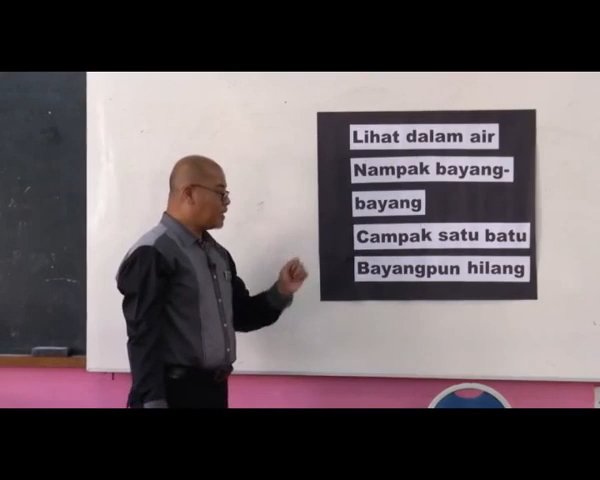 Lihat dalam air
Nampak bayang-
bayang
Campak satu batu
Bayangpun hilang